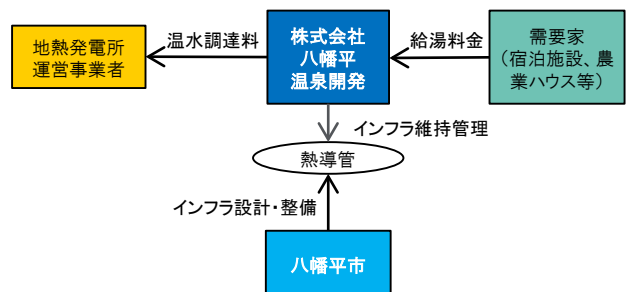 地熱発電所
運営事業者
温水調達料
株式会社
八幡平
温泉開発
給湯料金
需要家
(宿泊施設、農
業ハウス等)
インフラ維持管理
熱導管
インフラ設計・整備
八幡平市